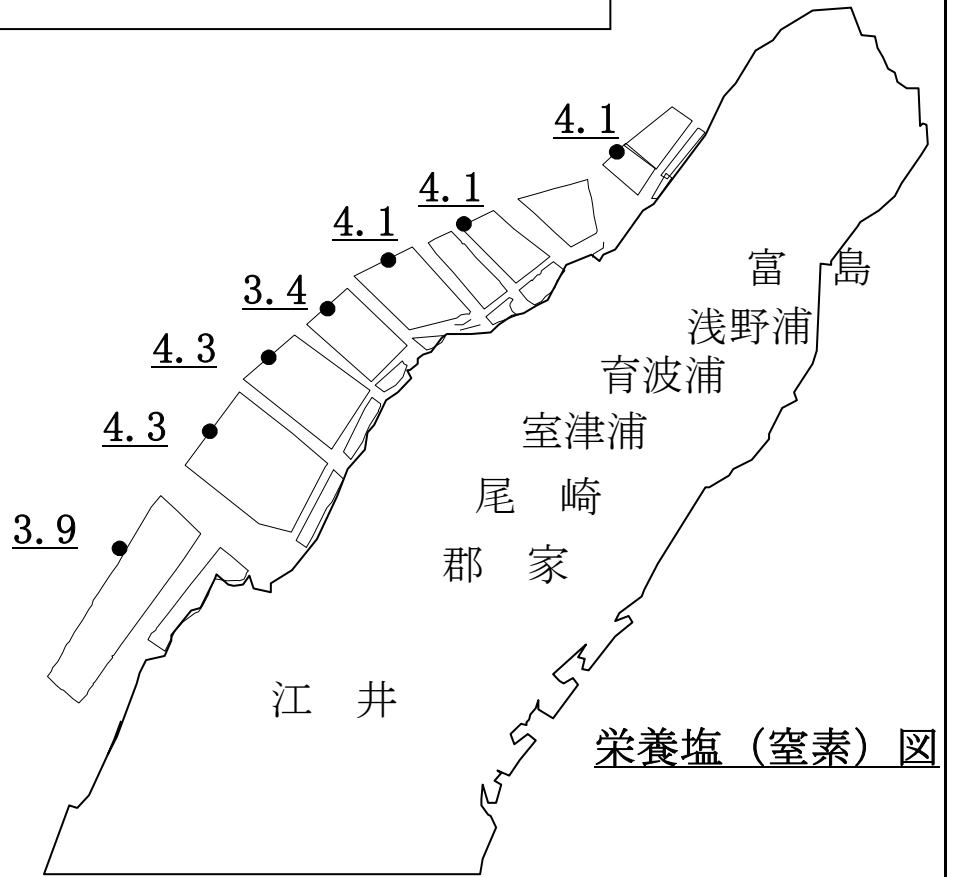 4.1
4.1
4.1
3.4
4.3
4.3
3.9
富　島
浅野浦
育波浦
室津浦
尾　崎
郡　家
江　井
栄養塩（窒素）図